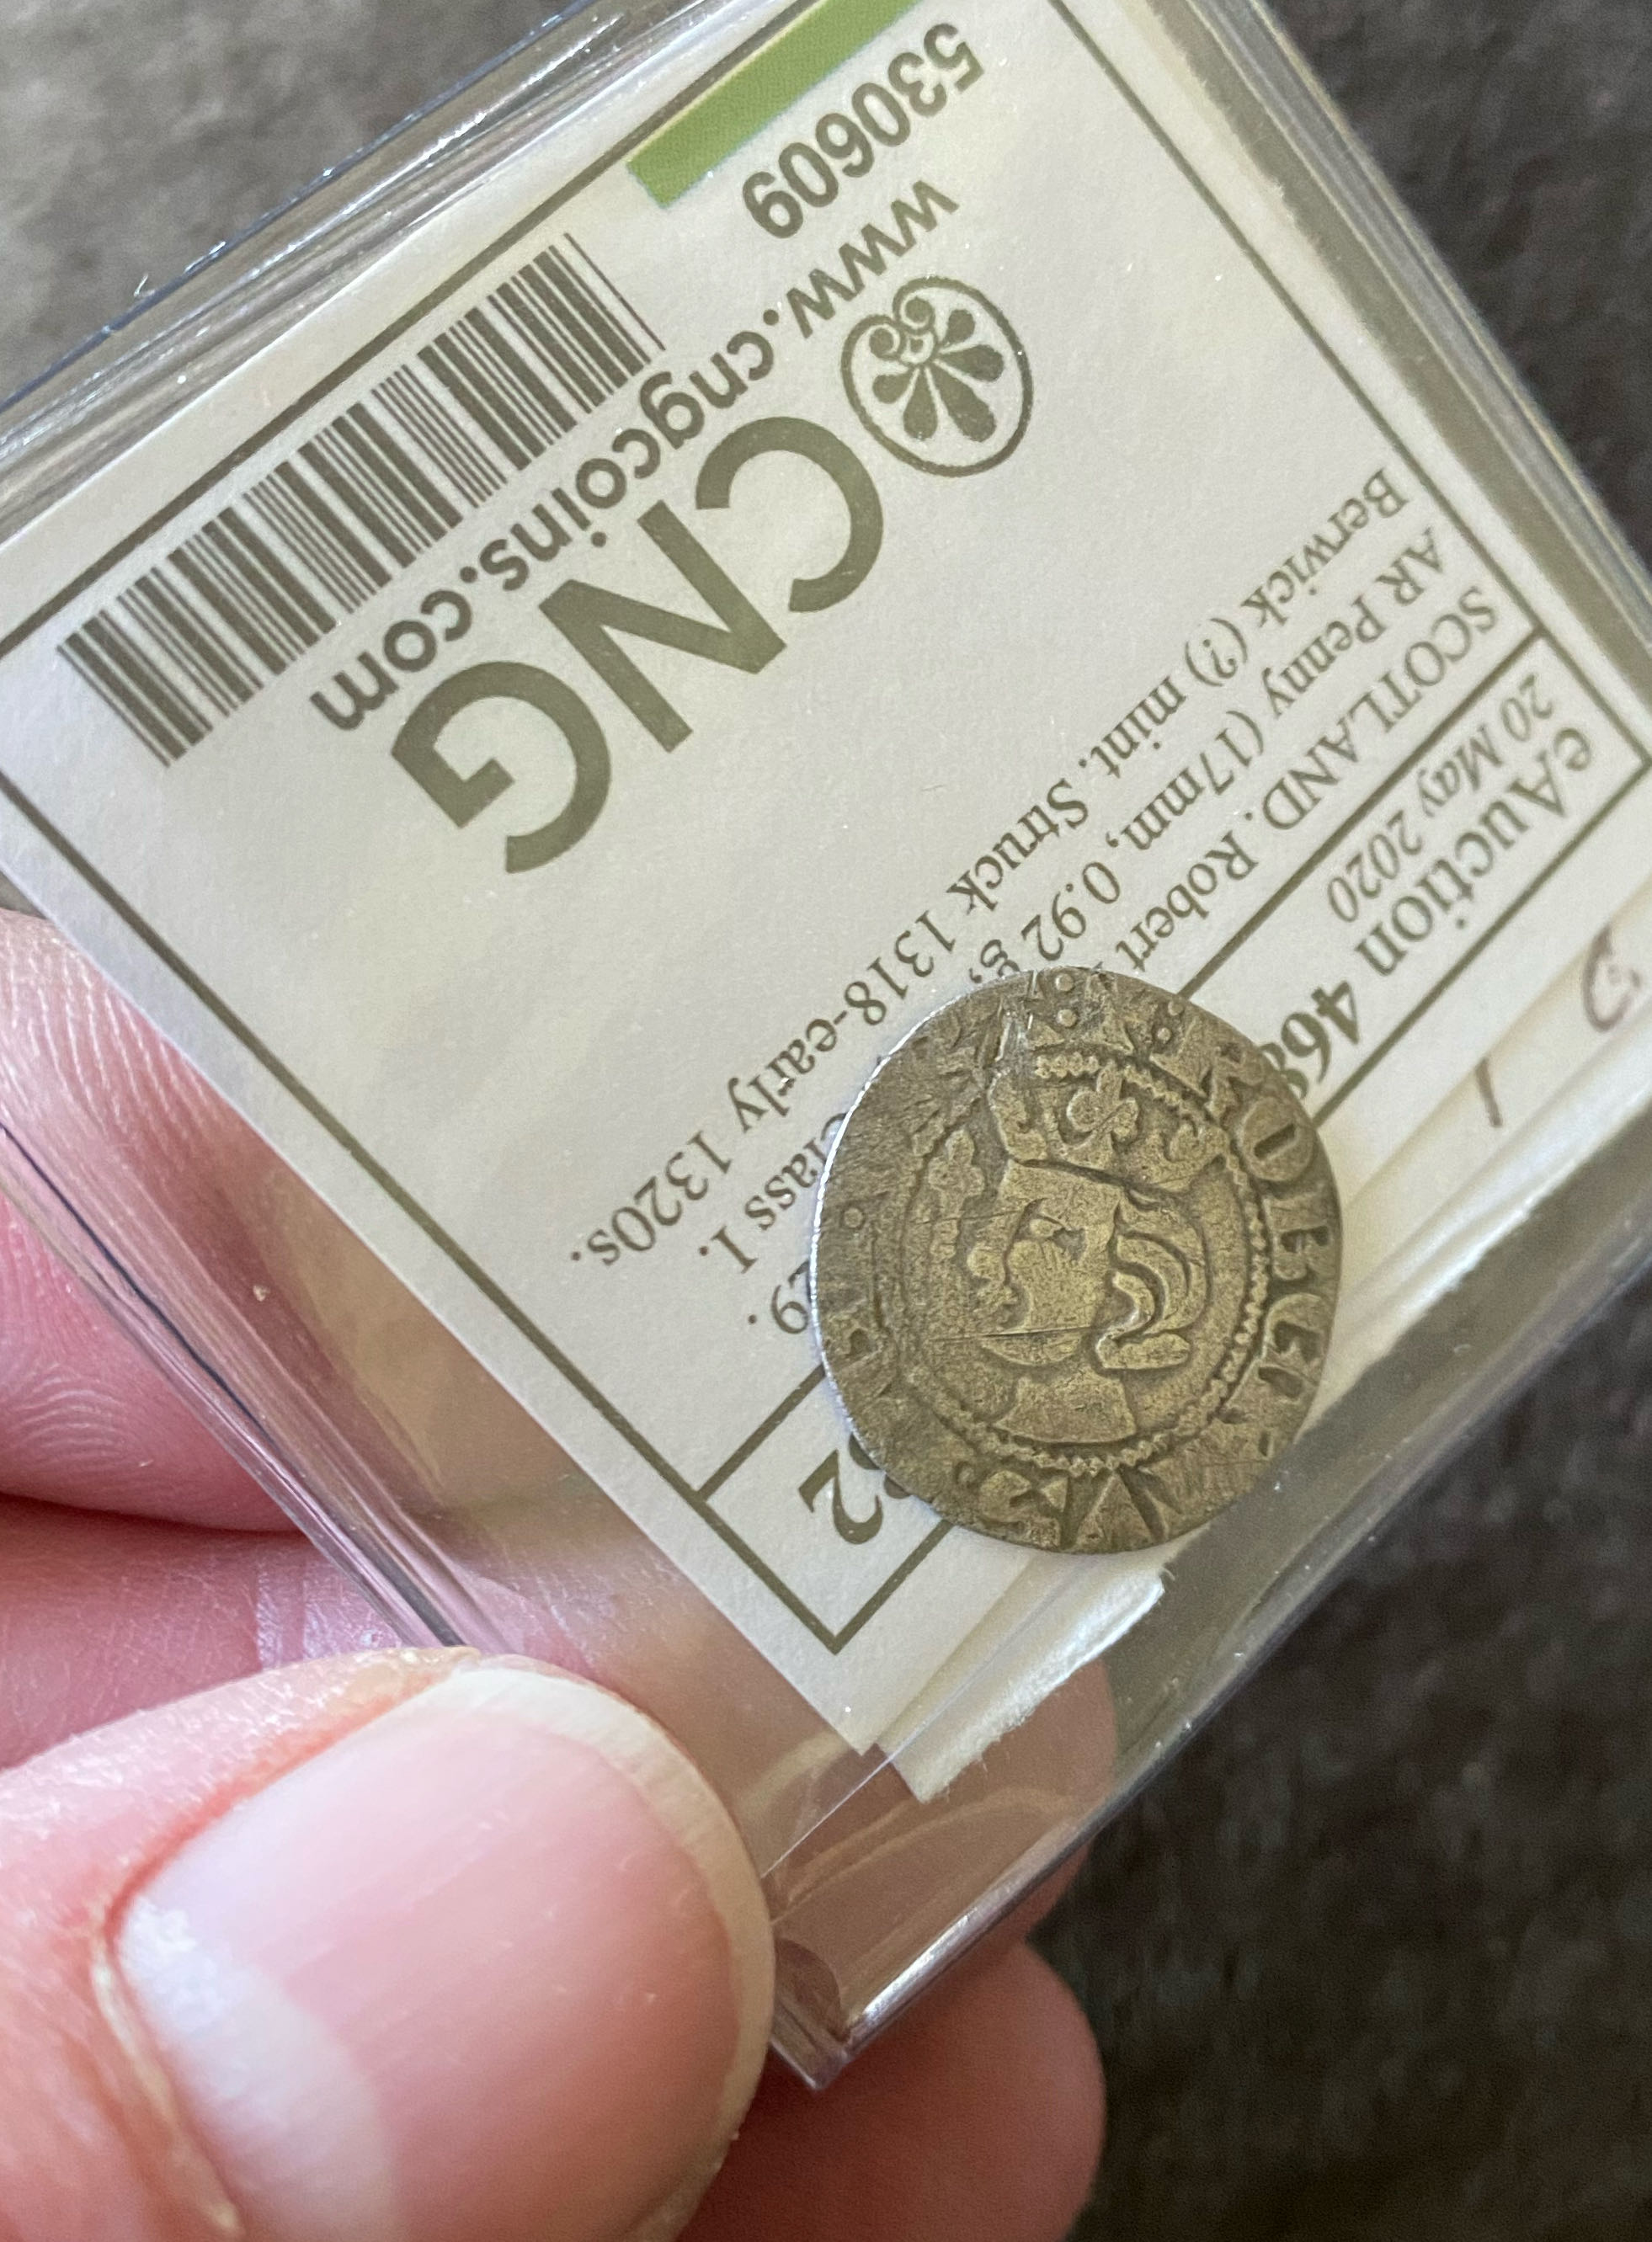 eAuction 468
20 May 2020
SCOTLAND. Robert
AR Penny (17mm, 0.92 g,
Class I.
Berwick (?) mint. Struck 1318-early 1320s.
CNG
www.cngcoins.com
530609